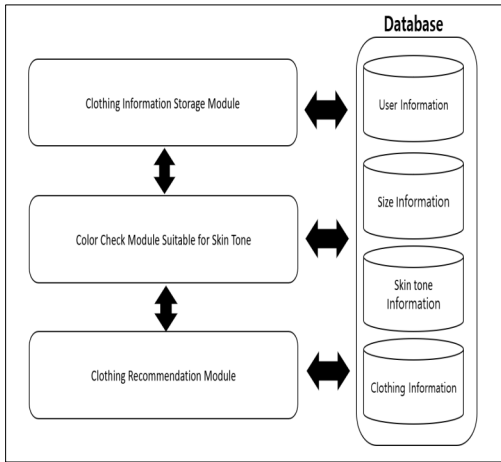 Database
Clothing Information Storage Module
User Information
Size Information
Color Check Module Suitable for Skin Tone
Skin tone
Information
Clothing Recommendation Module
Clothing Information